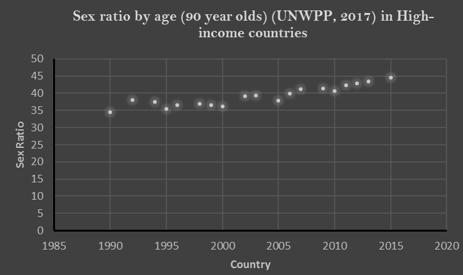 Sex ratio by age (90 year olds) (UNWPP, 2017) in High-
income countries
50
45
40
35
30
25
20
15
10
5
0
Sex Ratio
1985 1990 1995 2000 2005 2010 2015 2020
Country